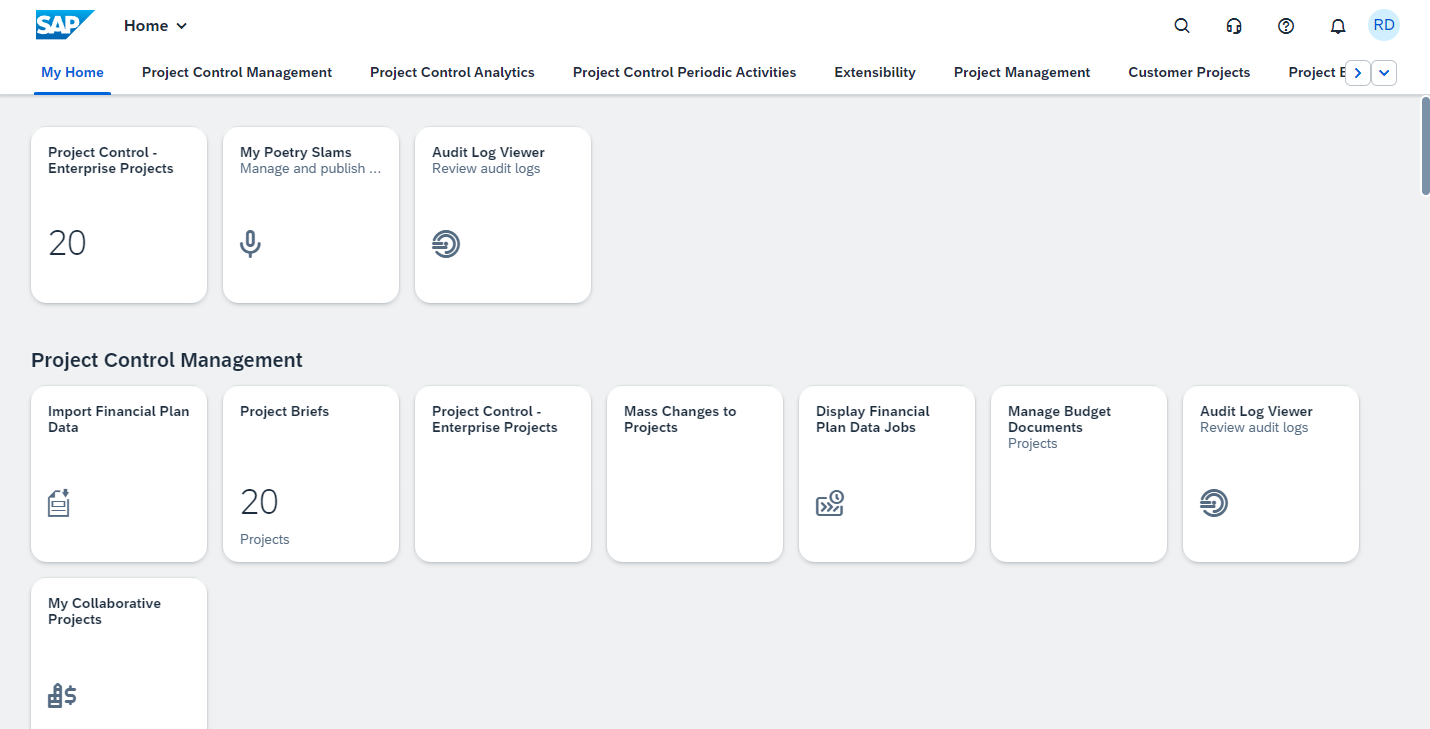 SAP Home
RD
My Home Project Control Management Project Control Analytics Project Control Periodic Activities Extensibility Project Management Customer Projects Project
Project Control - My Poetry Slams Audit Log Viewer
Enterprise Projects Manage and publish ... Review audit logs
20
Project Control Management
Import Financial Plan Project Briefs Project Control - Mass Changes to Display Financial Manage Budget Audit Log Viewer
Data Enterprise Projects Projects Plan Data Jobs Documents Review audit logs
Projects
20
Projects
My Collaborative
Projects